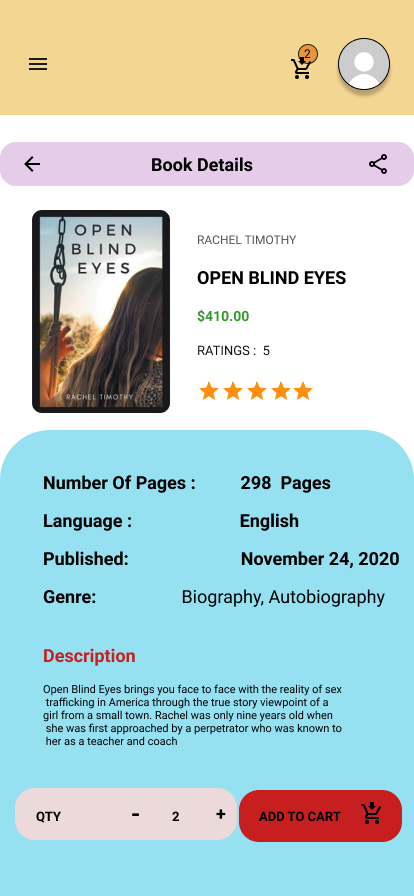 2
Book Details
OPEN
BLIND
EYES
RACHEL TIMOTHY
RACHEL TIMOTHY
OPEN BLIND EYES
$410.00
RATINGS : 5
Number Of Pages : 298 Pages
Language : English
Published: November 24, 2020
Genre: Biography, Autobiography
Description
Open Blind Eyes brings you face to face with the reality of sex
trafficking in America through the true story viewpoint of a
girl from a small town. Rachel was only nine years old when
she was first approached by a perpetrator who was known to
her as a teacher and coach
QTY - 2 + ADD TO CART